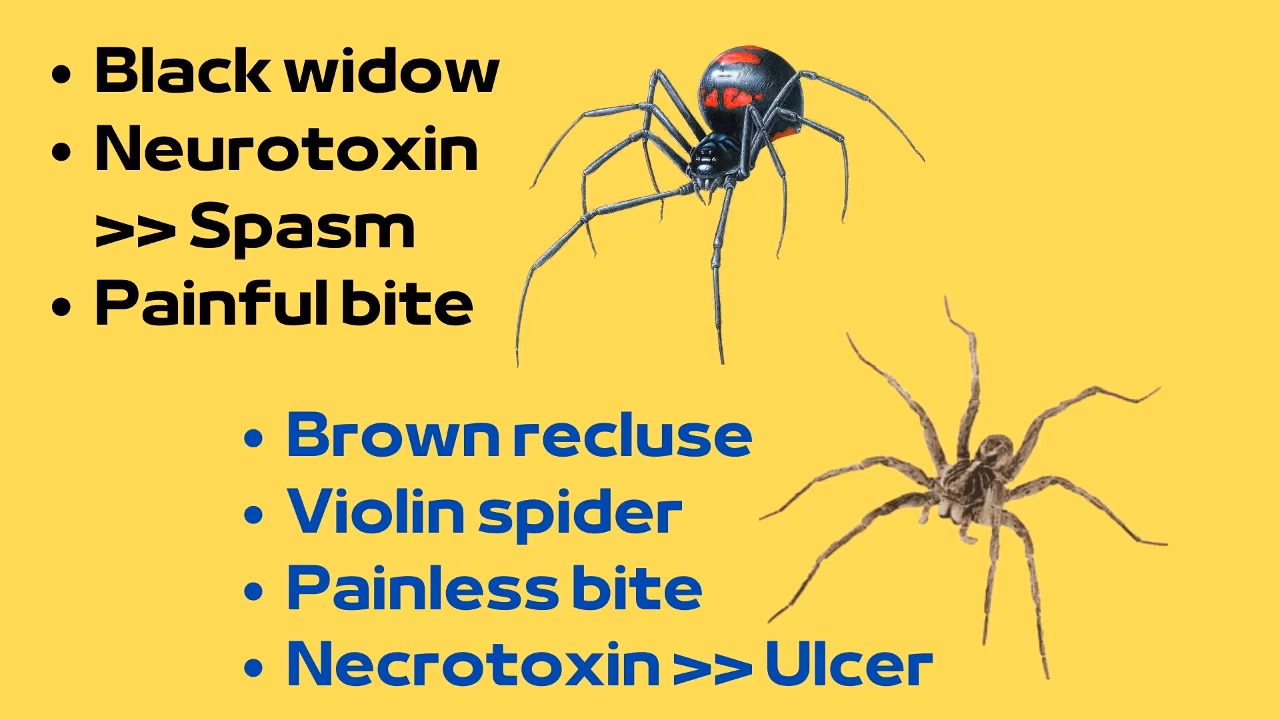 • Black widow
• Neurotoxin
>> Spasm
• Painful bite
• Brown recluse
• Violin spider
• Painless bite
• Necrotoxin >> Ulcer